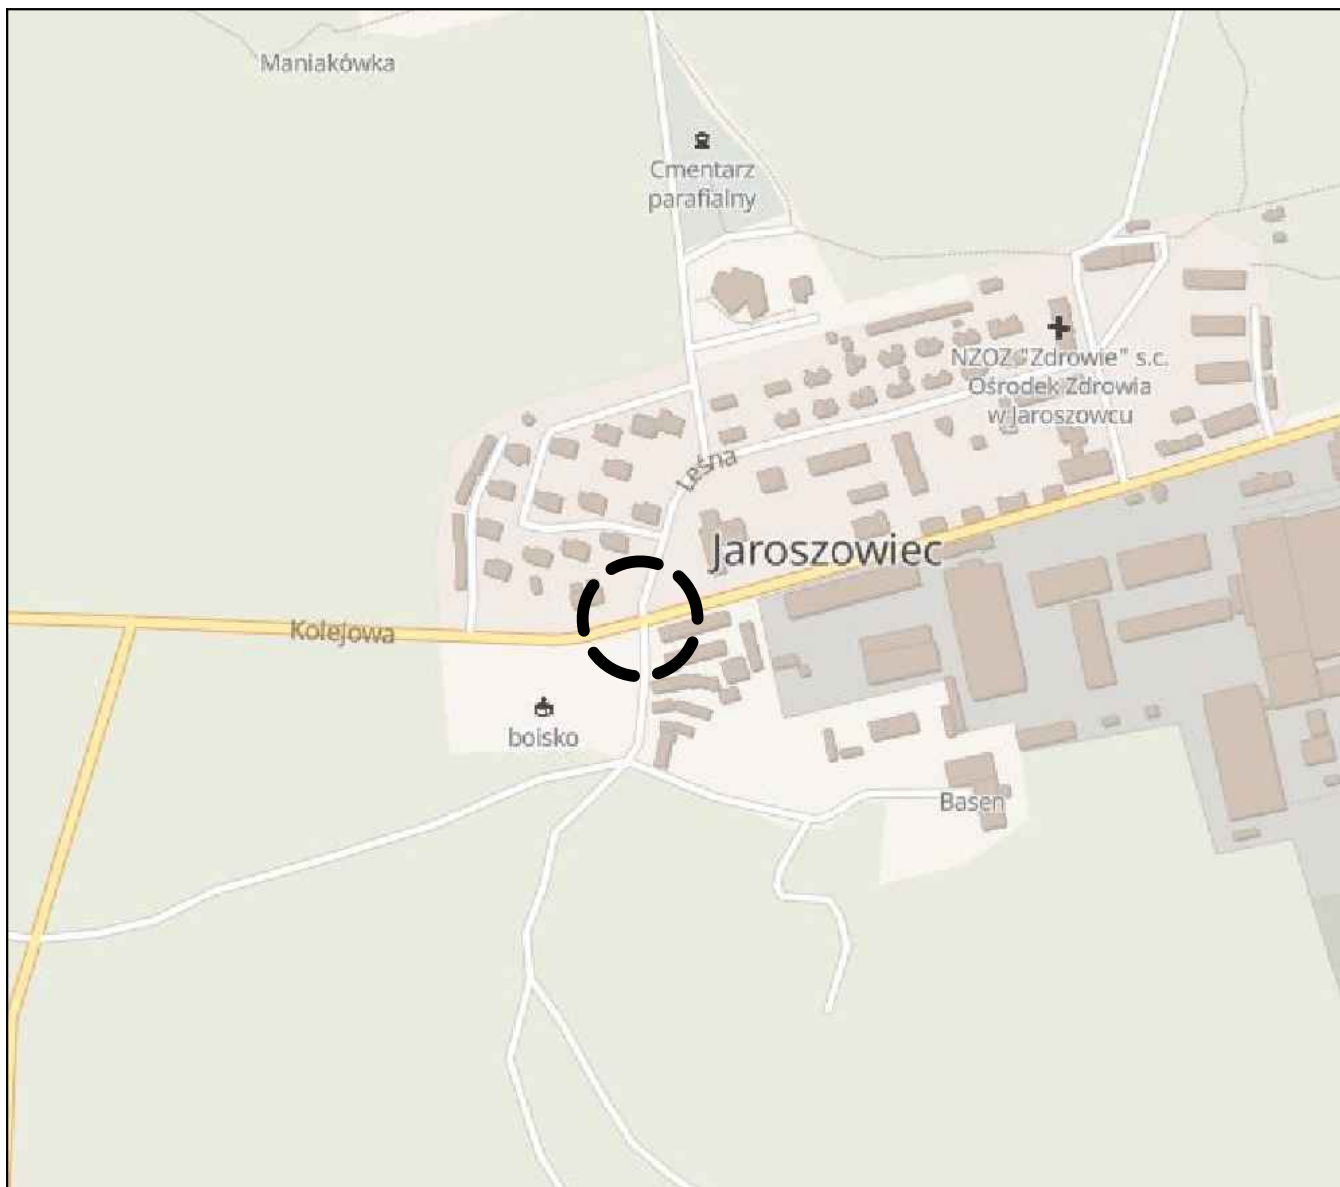 Maniakówka
Cmentarz
parafialny
NZOZ "Zdrowie" s.c.
Ośrodek Zdrowia
w Jaroszowcu
Leśna
Jaroszowiec
Kolejowa
boisko
Basen